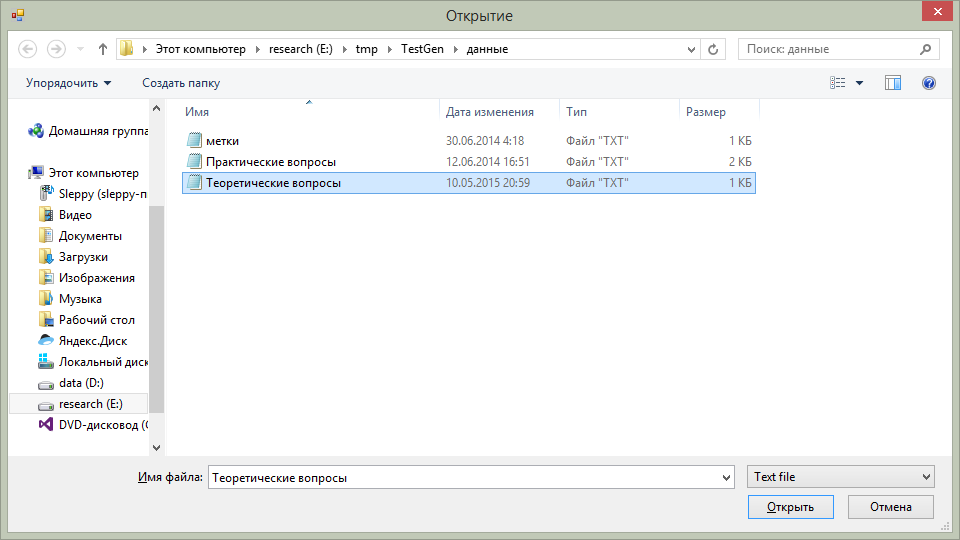 Открытие
Этот компьютер research (E:) tmp TestGen данные
Поиск: данные
Упорядочить Создать папку
Имя Дата изменения Тип Размер
Домашняя группа
Этот компьютер
Sleppy (sleppy-п
Видео
Документы
Загрузки
Изображения
Музыка
Рабочий стол
Яндекс.Диск
Локальный диск
data (D:)
research (E:)
DVD-дисковод (
метки 30.06.2014 4:18 Файл "TXT" 1 КБ
Практические вопросы 12.06.2014 16:51 Файл "TXT" 2 КБ
Теоретические вопросы 10.05.2015 20:59 Файл "TXT" 1 КБ
Имя файла: Теоретические вопросы
Text file
Открыть Отмена